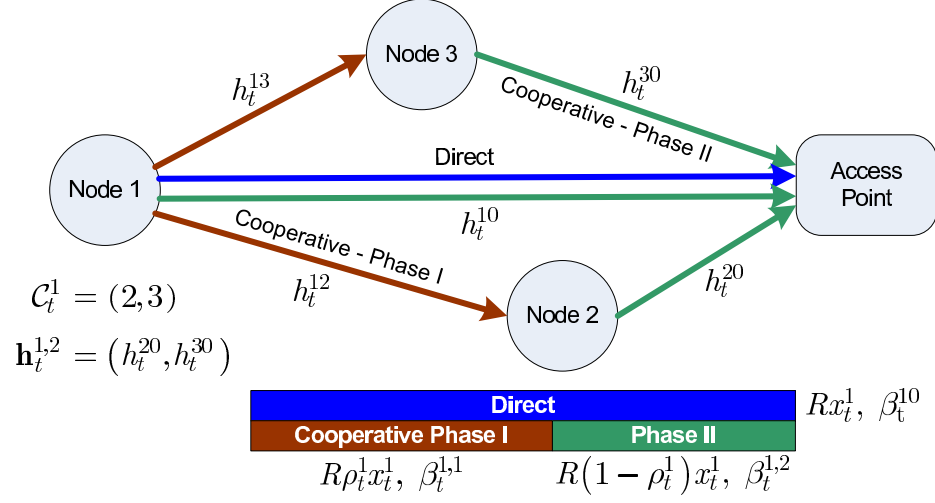 Node 3
h_t^{13}
h_t^{30}
Cooperative - Phase II
Direct
Node 1
Access
Point
h_t^{10}
Cooperative - Phase I
h_t^{12}
h_t^{20}
Node 2
𝒞_t^1 = (2,3)
𝐡_t^{1,2} = (h_t^{20}, h_t^{30})
Direct
Rx_t^1, β_t^{10}
Cooperative Phase I
Phase II
Rρ_t^1 x_t^1, β_t^{1,1}
R(1 − ρ_t^1)x_t^1, β_t^{1,2}